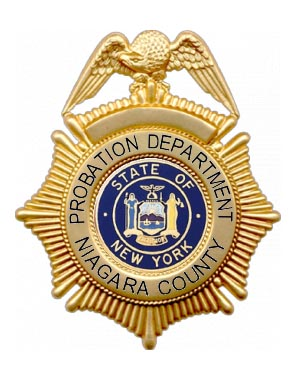 PROBATION DEPARTMENT
STATE OF
NEW YORK
NIAGARA COUNTY